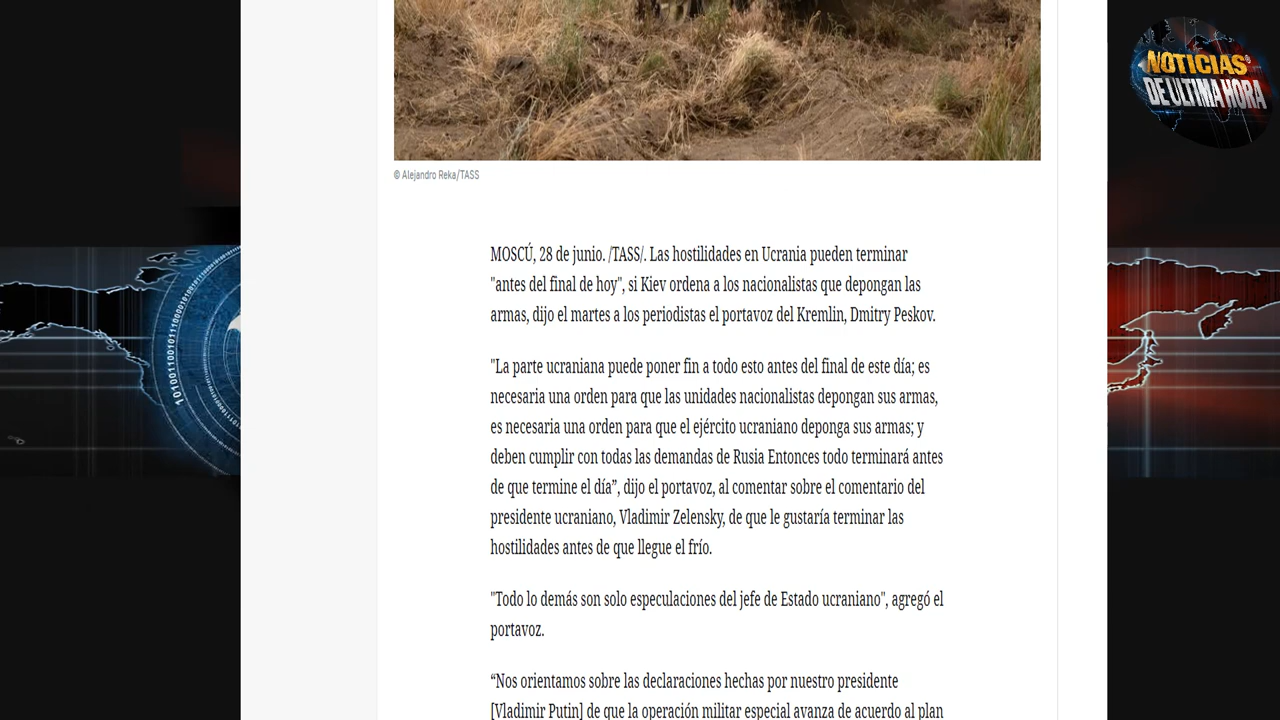 NOTICIAS®
DE ULTIMA HORA
© Alejandro Reka/TASS
MOSCÚ, 28 de junio. /TASS/. Las hostilidades en Ucrania pueden terminar
"antes del final de hoy", si Kiev ordena a los nacionalistas que depongan las
armas, dijo el martes a los periodistas el portavoz del Kremlin, Dmitry Peskov.
"La parte ucraniana puede poner fin a todo esto antes del final de este día; es
necesaria una orden para que las unidades nacionalistas depongan sus armas,
es necesaria una orden para que el ejército ucraniano deponga sus armas; y
deben cumplir con todas las demandas de Rusia Entonces todo terminará antes
de que termine el día”, dijo el portavoz, al comentar sobre el comentario del
presidente ucraniano, Vladimir Zelensky, de que le gustaría terminar las
hostilidades antes de que llegue el frío.
"Todo lo demás son solo especulaciones del jefe de Estado ucraniano", agregó el
portavoz.
“Nos orientamos sobre las declaraciones hechas por nuestro presidente
[Vladimir Putin] de que la operación militar especial avanza de acuerdo al plan